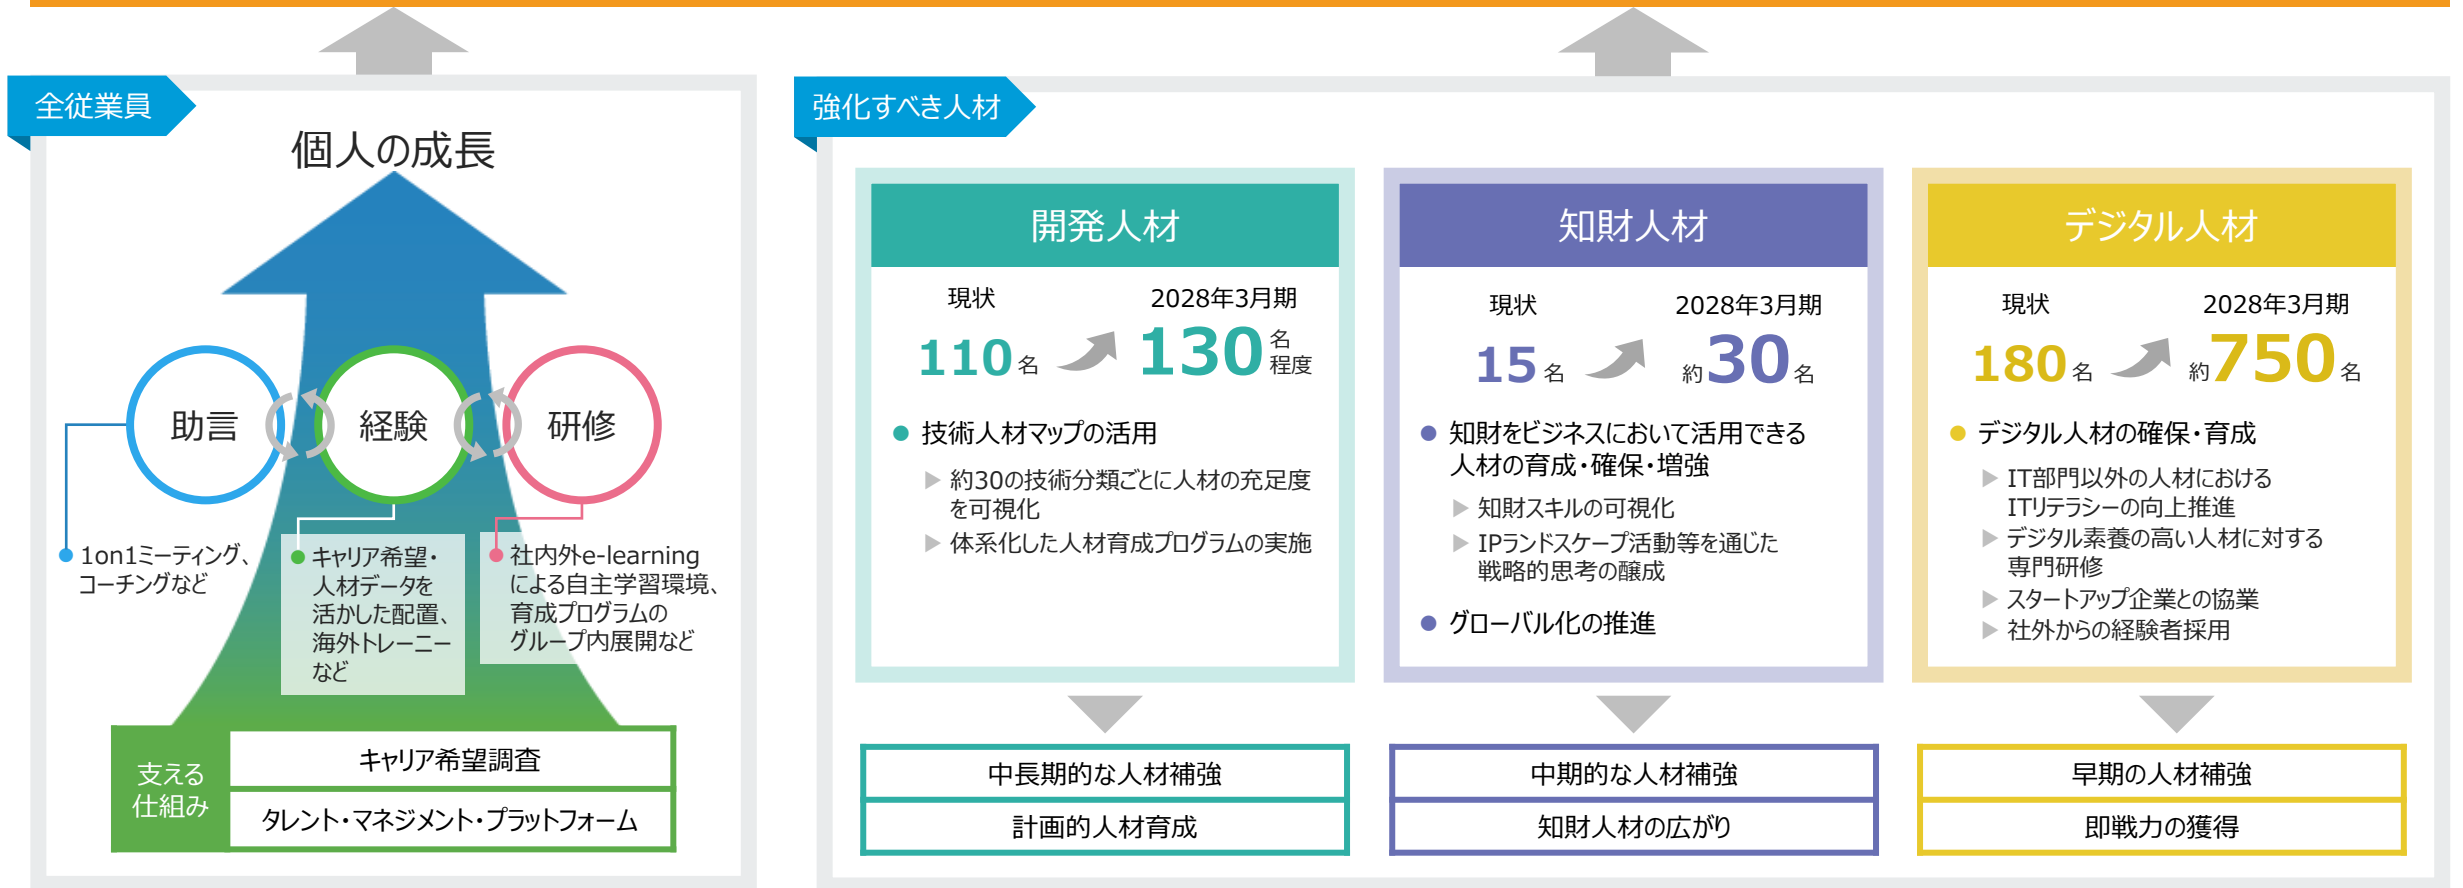 全従業員
個人の成長
助言
経験
研修
1on1ミーティング、
コーチングなど
キャリア希望・
人材データを
活かした配置、
海外トレーニー
など
社内外e-learning
による自主学習環境、
育成プログラムの
グループ内展開など
支える
仕組み
キャリア希望調査
タレント・マネジメント・プラットフォーム
強化すべき人材
開発人材
現状
2028年3月期
110名
130名程度
技術人材マップの活用
約30の技術分類ごとに人材の充足度
を可視化
体系化した人材育成プログラムの実施
中長期的な人材補強
計画的人材育成
知財人材
現状
2028年3月期
15名
約30名
知財をビジネスにおいて活用できる
人材の育成・確保・増強
知財スキルの可視化
IPランドスケープ活動等を通じた
戦略的思考の醸成
グローバル化の推進
中期的な人材補強
知財人材の広がり
デジタル人材
現状
2028年3月期
180名
約750名
デジタル人材の確保・育成
IT部門以外の人材における
ITリテラシーの向上推進
デジタル素養の高い人材に対する
専門研修
スタートアップ企業との協業
社外からの経験者採用
早期の人材補強
即戦力の獲得